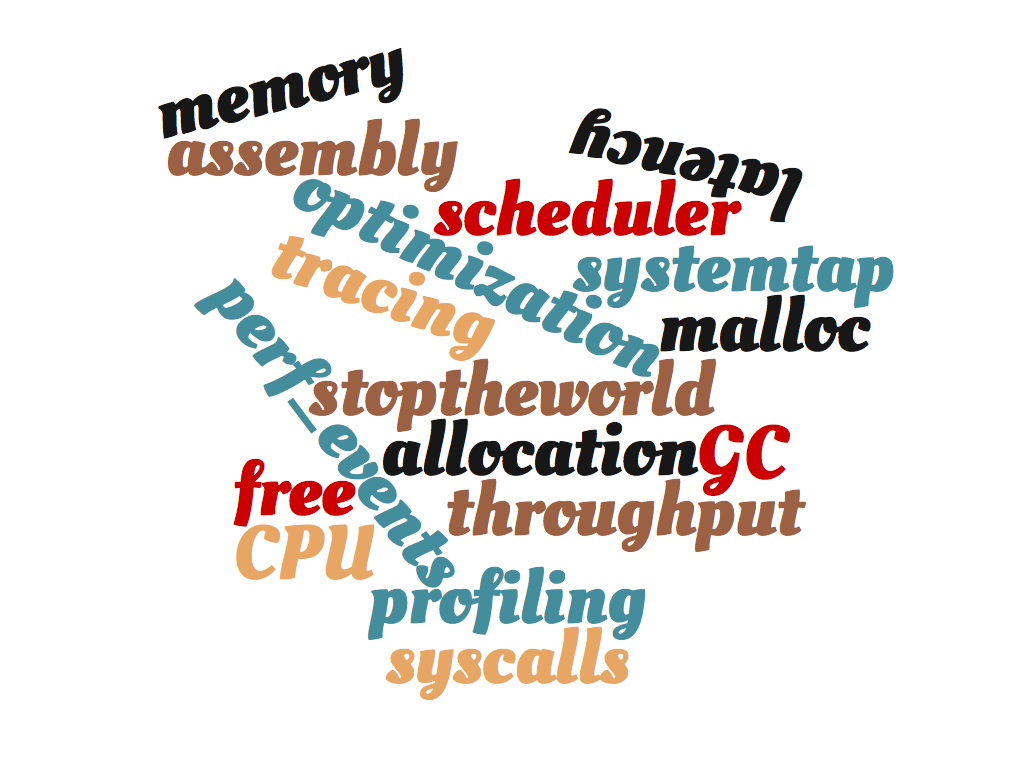 memory
assembly
latency
optimization
scheduler
tracing
systemtap
perf_events
malloc
stoptheworld
allocation
GC
free
throughput
CPU
profiling
syscalls